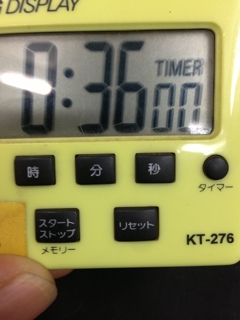 G DISPLAY
TIMER
0:36 00
時 分 秒
タイマー
スタート
ストップ
リセット
メモリー
KT-276